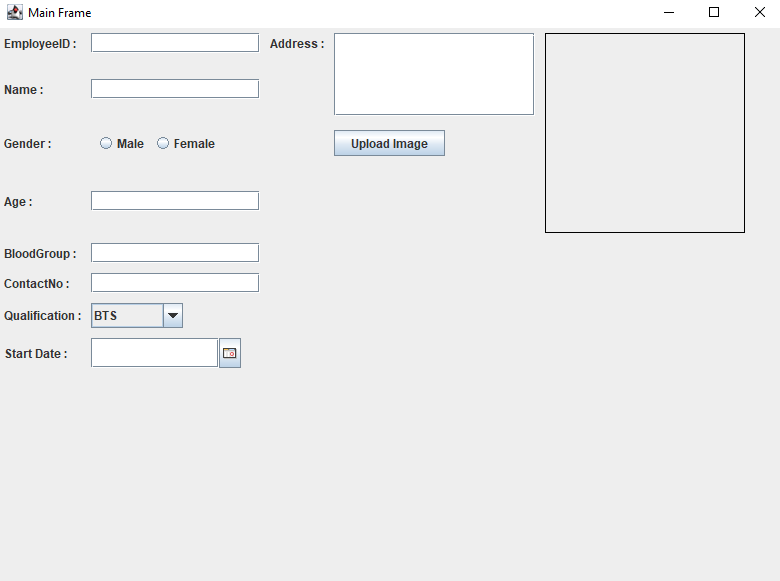 Main Frame
EmployeeID :
Address :
Name :
Gender :
Male
Female
Upload Image
Age :
BloodGroup :
ContactNo :
Qualification :
BTS
Start Date :